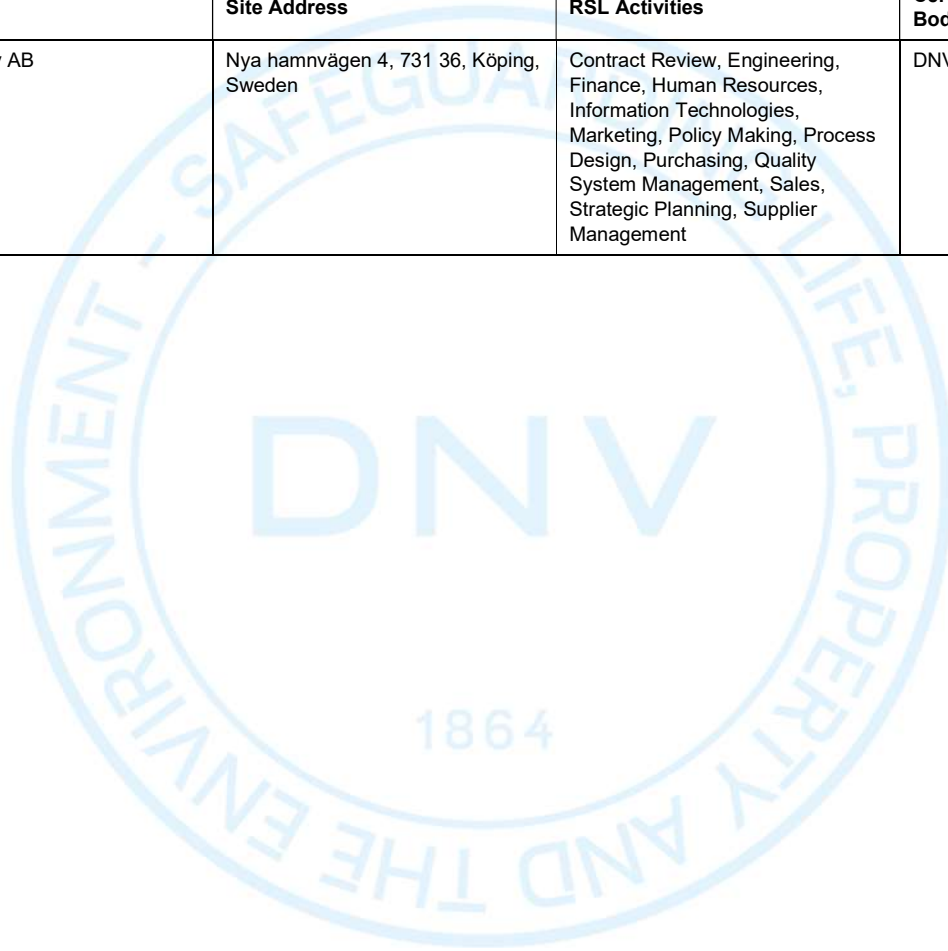 Site Address
RSL Activities
AB
Nya hamnvägen 4, 731 36, Köping,
Sweden
Contract Review, Engineering,
Finance, Human Resources,
Information Technologies,
Marketing, Policy Making, Process
Design, Purchasing, Quality
System Management, Sales,
Strategic Planning, Supplier
Management
DNV
SAFEGUARDING LIFE, PROPERTY AND THE ENVIRONMENT –
DNV
1864